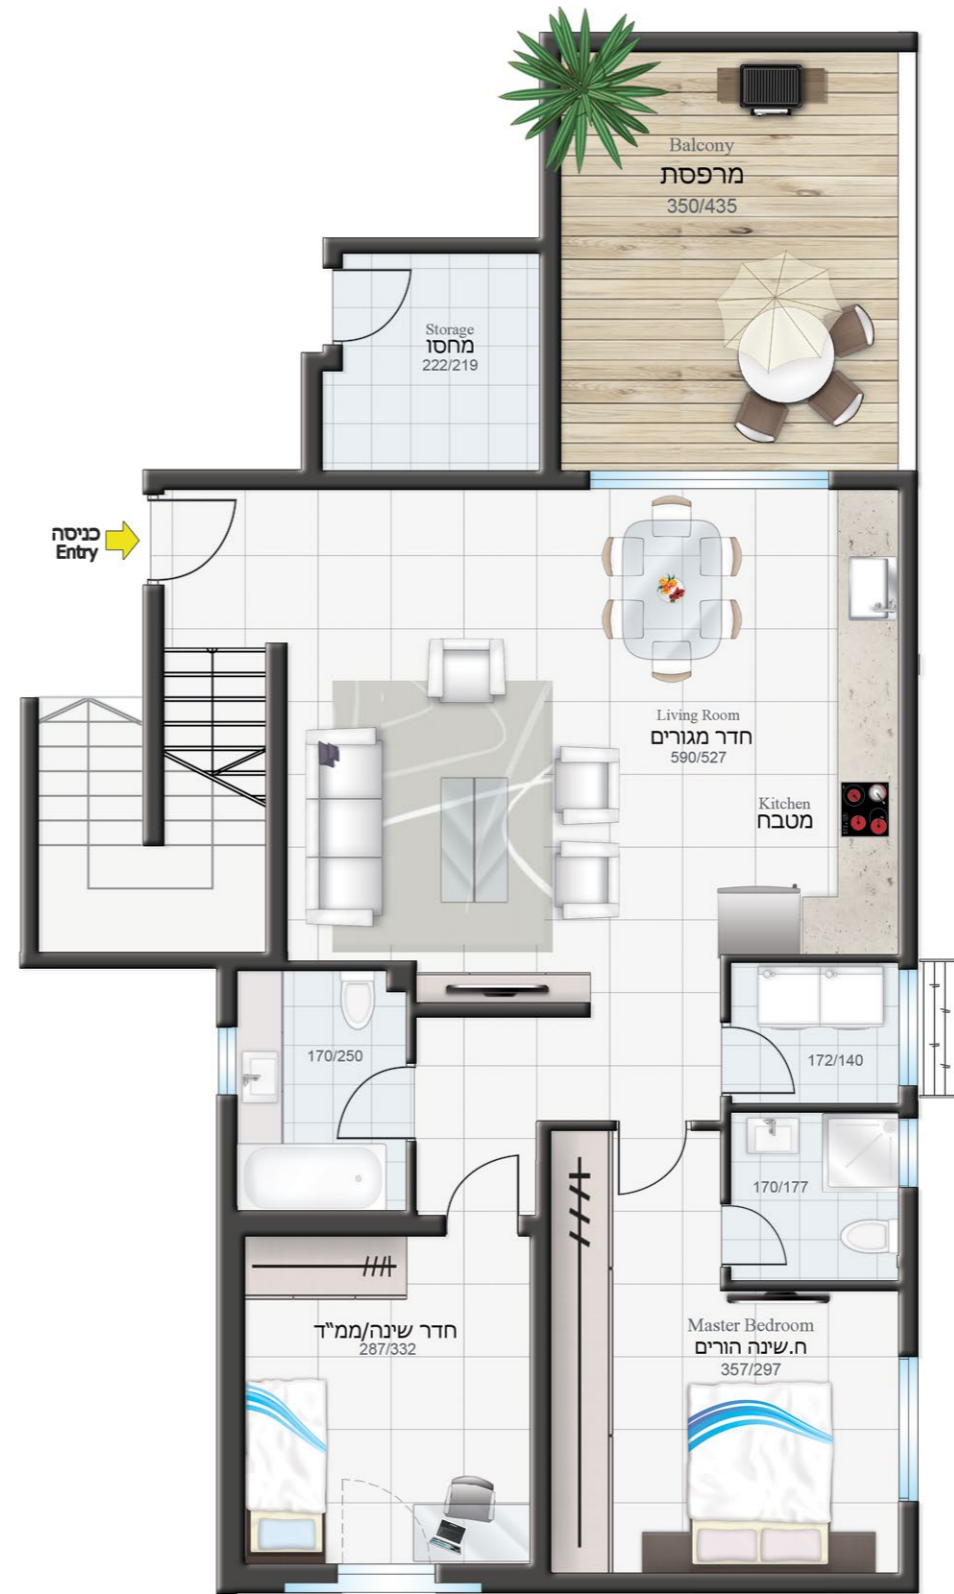 Balcony
מרפסת
350/435
Storage
מחסן
222/219
כניסה
Entry
Living Room
חדר מגורים
590/527
Kitchen
מטבח
170/250
172/140
170/177
חדר שינה/ממ"ד
287/332
Master Bedroom
ח.שינה הורים
357/297